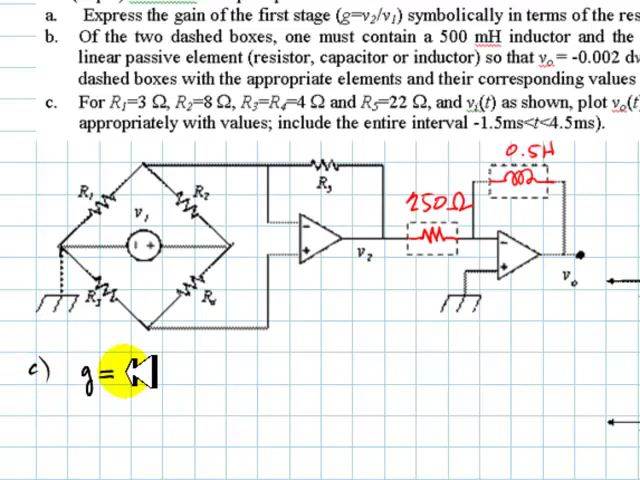 a. Express the gain of the first stage (g=v2/v1) symbolically in terms of the res
b. Of the two dashed boxes, one must contain a 500 mH inductor and the
linear passive element (resistor, capacitor or inductor) so that vo = -0.002 dv
dashed boxes with the appropriate elements and their corresponding values
c. For R1=3 Ω, R2=8 Ω, R3=R4=4 Ω and R5=22 Ω, and v1(t) as shown, plot vo(t)
appropriately with values; include the entire interval -1.5ms<t<4.5ms).
0.5H
R1
R2
R5
250Ω
v1
v2
vo
R3
R4
c) g =